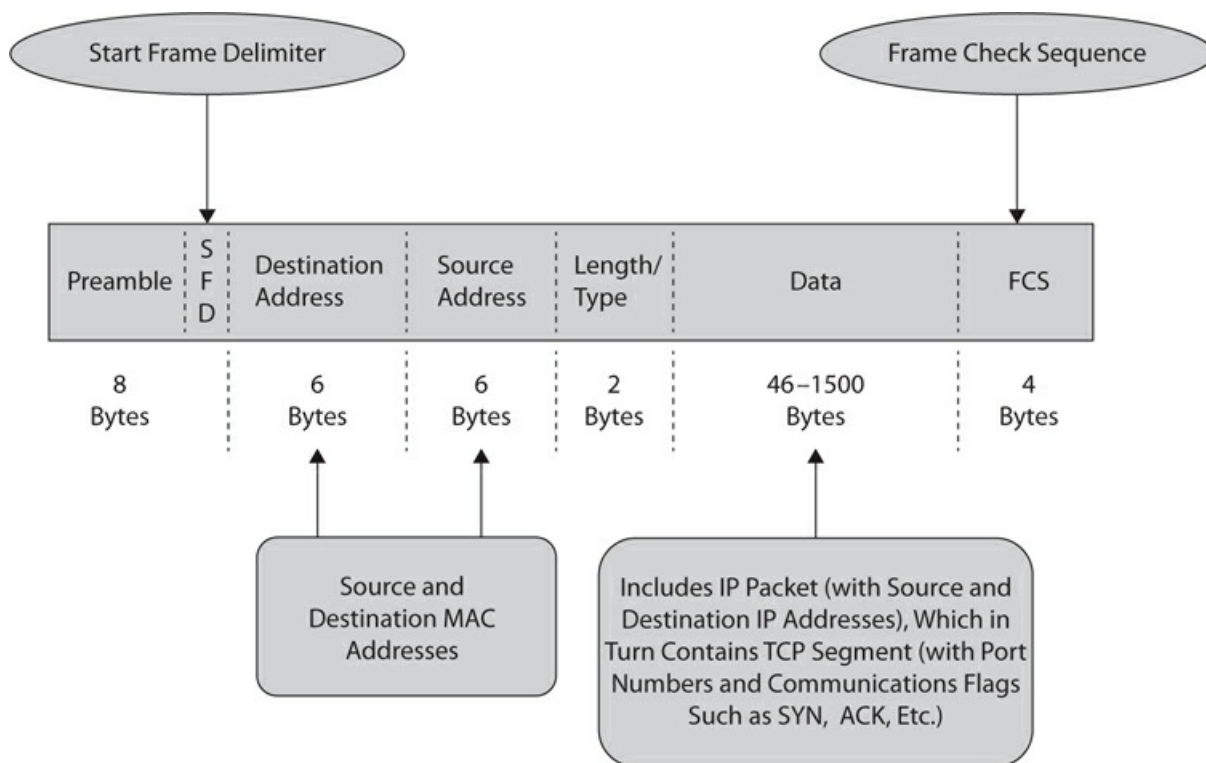 Start Frame Delimiter
Frame Check Sequence
Preamble
S
F
D
Destination
Address
Source
Address
Length/
Type
Data
FCS
8
Bytes
6
Bytes
6
Bytes
2
Bytes
46–1500
Bytes
4
Bytes
Source and
Destination MAC
Addresses
Includes IP Packet (with Source and
Destination IP Addresses), Which in
Turn Contains TCP Segment (with Port
Numbers and Communications Flags
Such as SYN, ACK, Etc.)